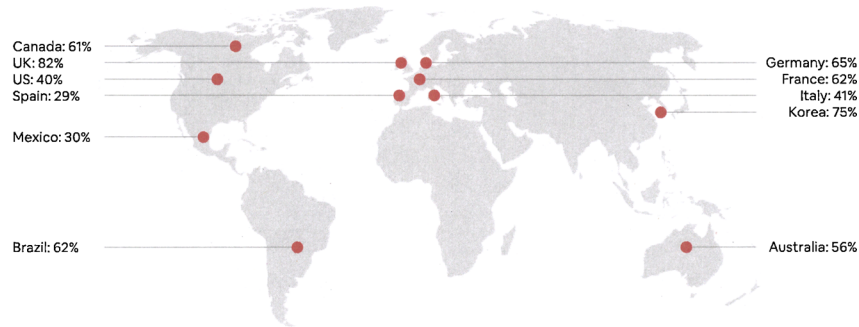 Canada: 61%
UK: 82%
US: 40%
Spain: 29%
Mexico: 30%
Brazil: 62%
Germany: 65%
France: 62%
Italy: 41%
Korea: 75%
Australia: 56%